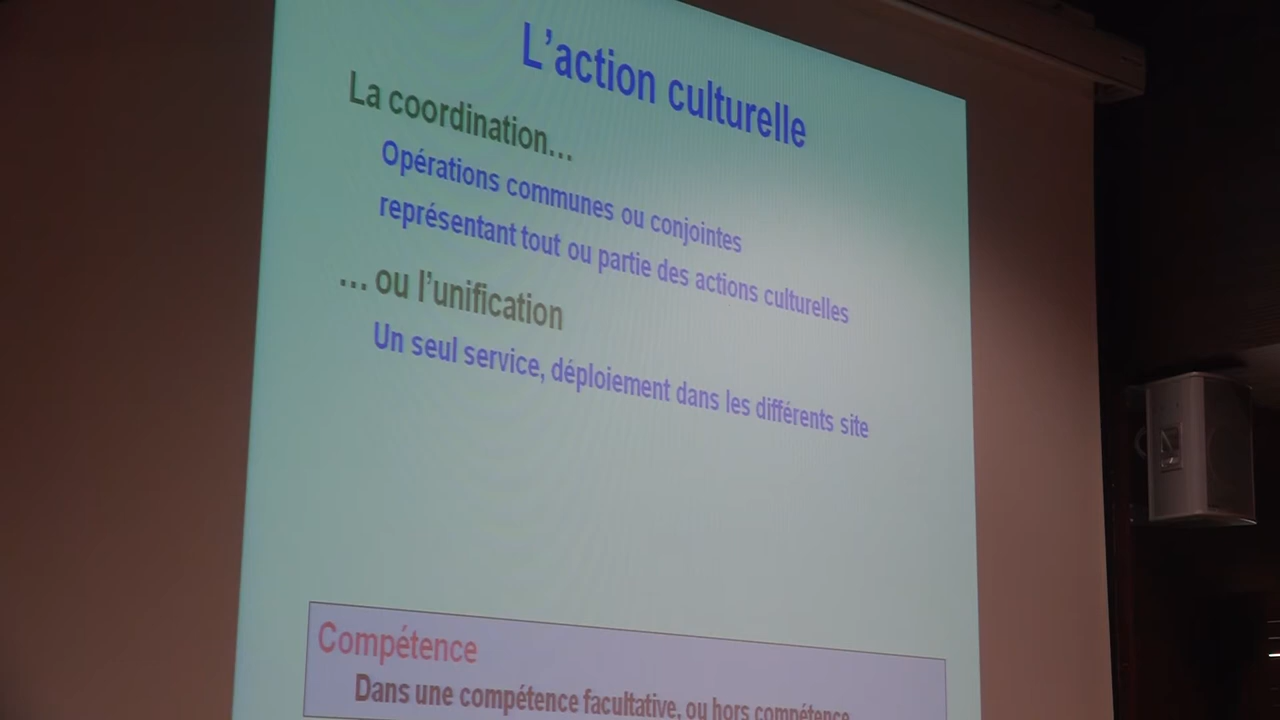 L’action culturelle
La coordination…
Opérations communes ou conjointes
représentant tout ou partie des actions culturelles
… ou l’unification
Un seul service, déploiement dans les différents site
Compétence
Dans une compétence facultative, ou hors compétence